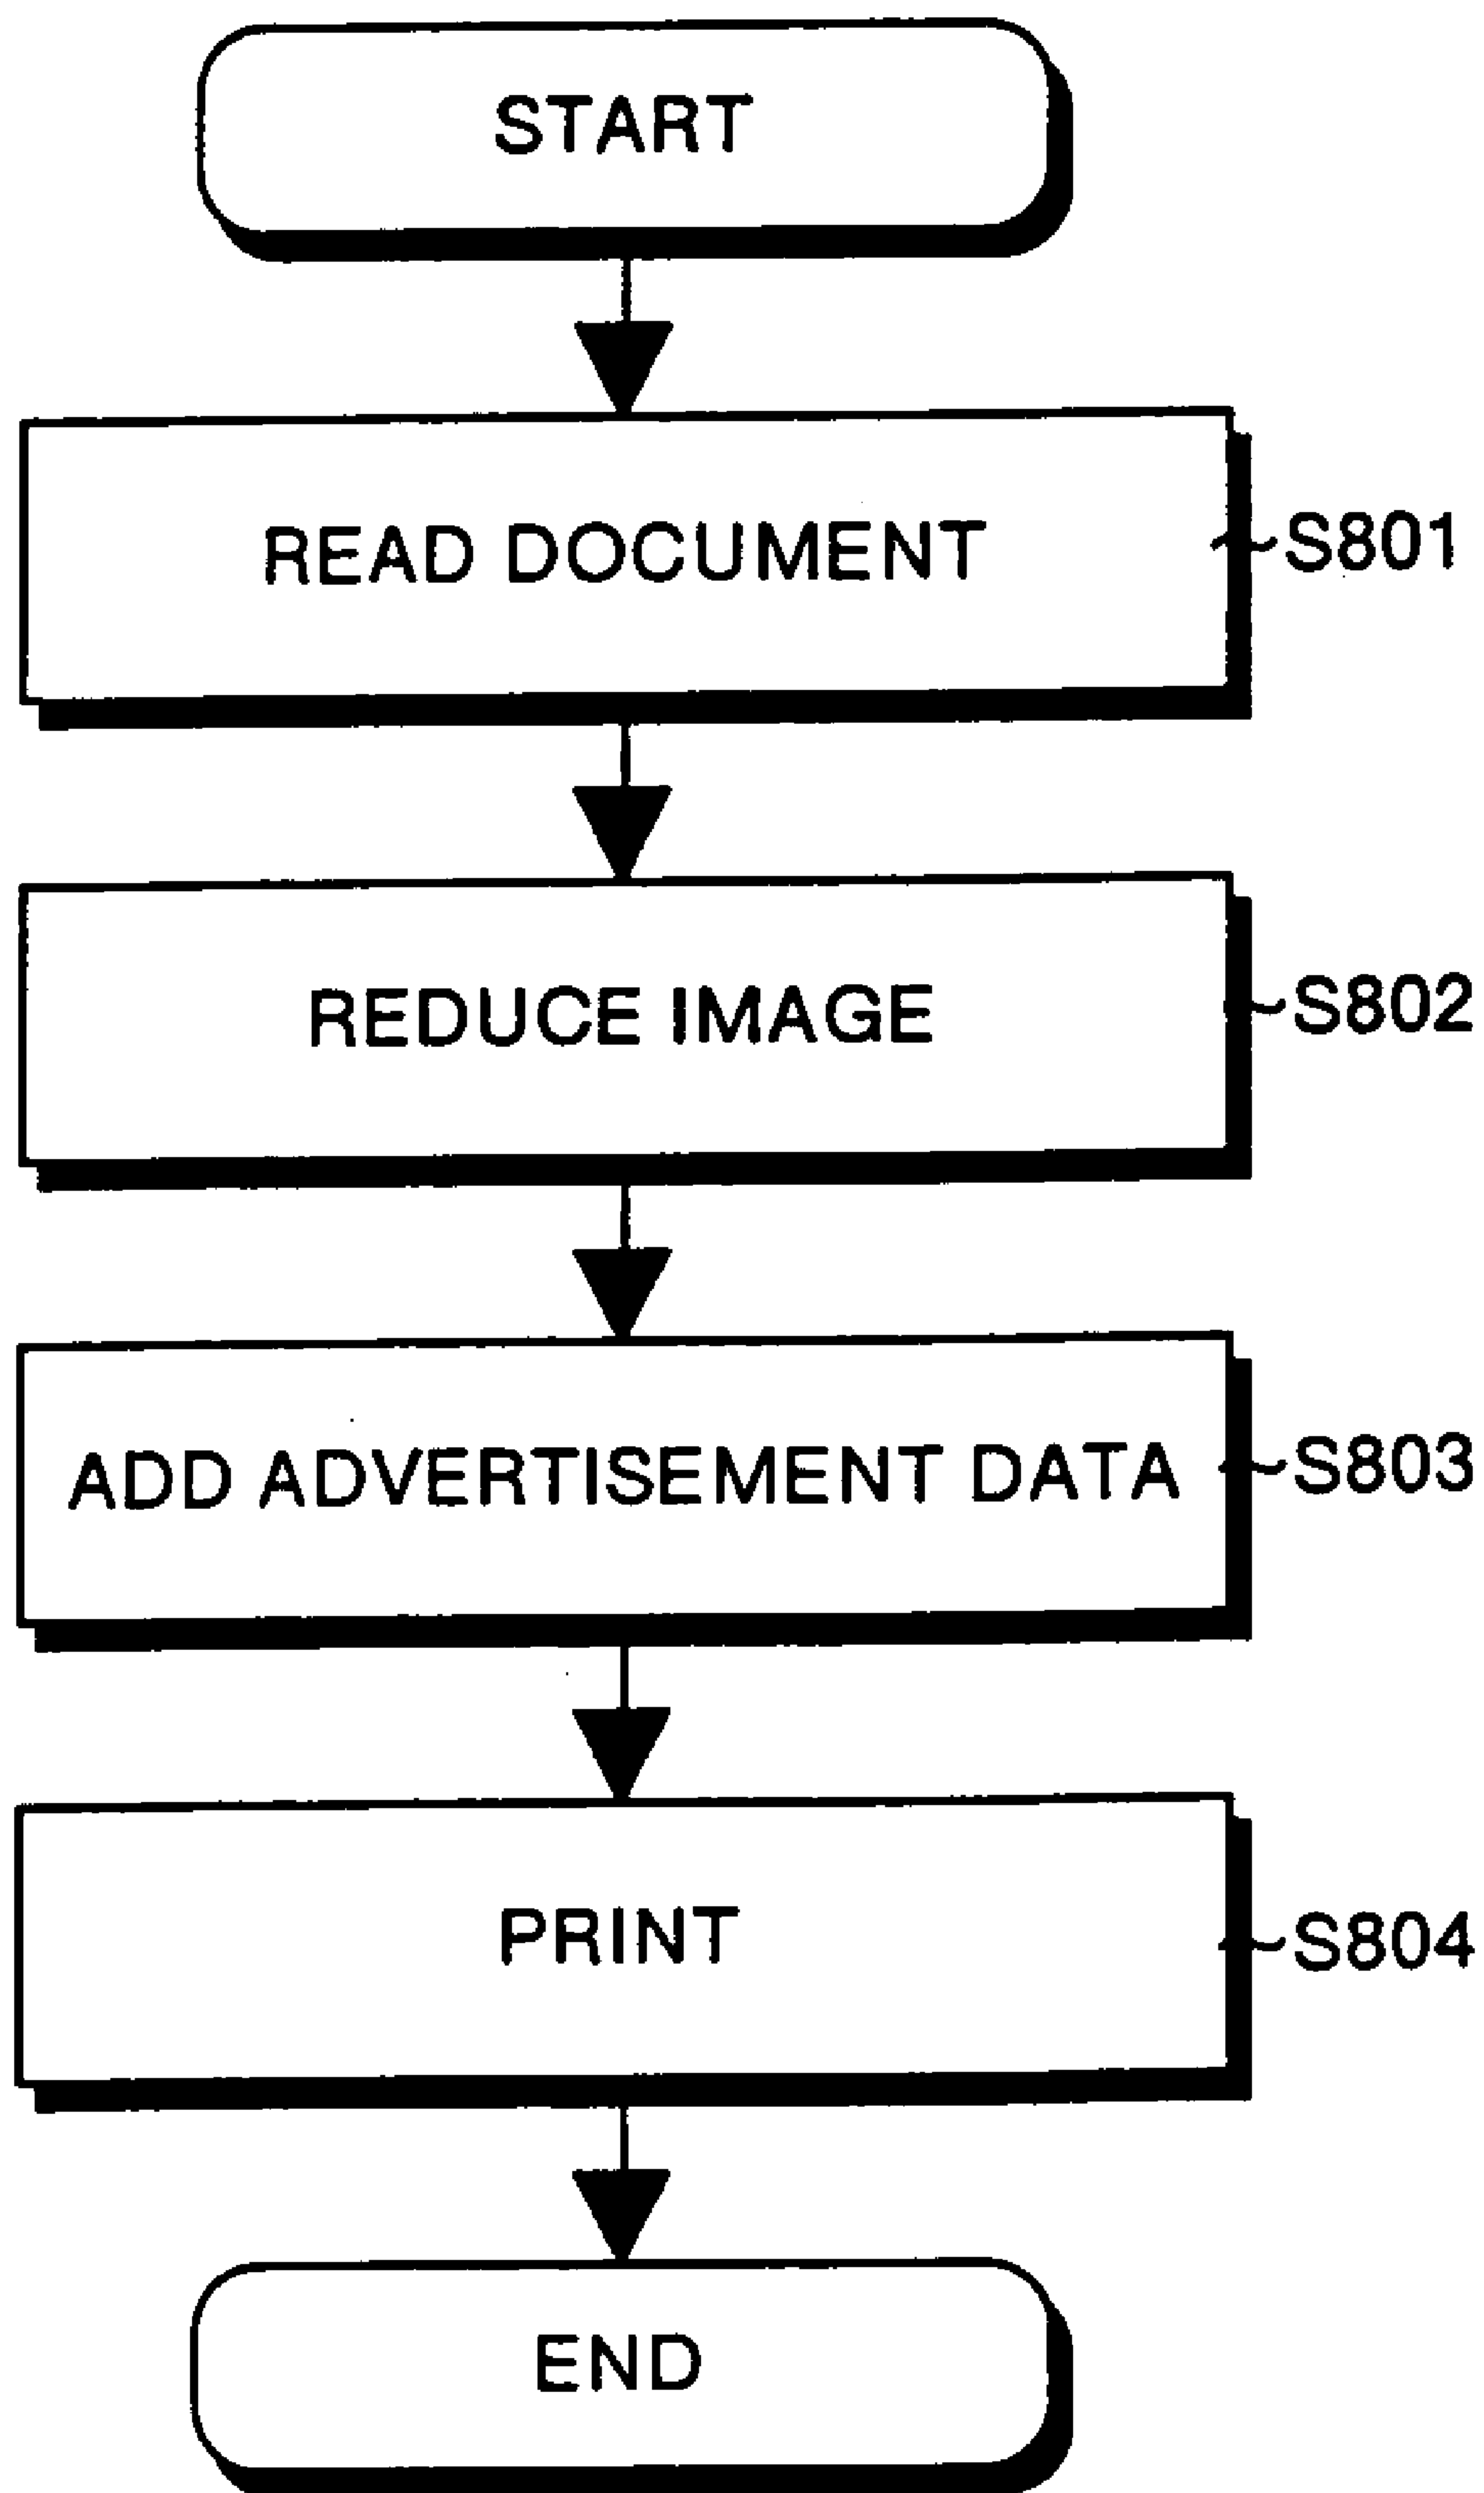 START
READ DOCUMENT
S801
REDUCE IMAGE
S802
ADD ADVERTISEMENT DATA
S803
PRINT
S804
END